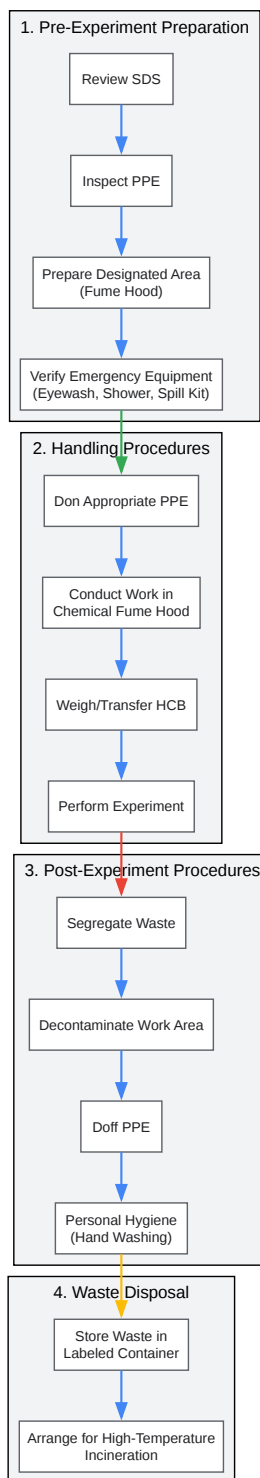 1. Pre-Experiment Preparation
Review SDS
Inspect PPE
Prepare Designated Area
(Fume Hood)
Verify Emergency Equipment
(Eyewash, Shower, Spill Kit)
2. Handling Procedures
Don Appropriate PPE
Conduct Work in
Chemical Fume Hood
Weigh/Transfer HCB
Perform Experiment
3. Post-Experiment Procedures
Segregate Waste
Decontaminate Work Area
Doff PPE
Personal Hygiene
(Hand Washing)
4. Waste Disposal
Store Waste in
Labeled Container
Arrange for High-Temperature
Incineration